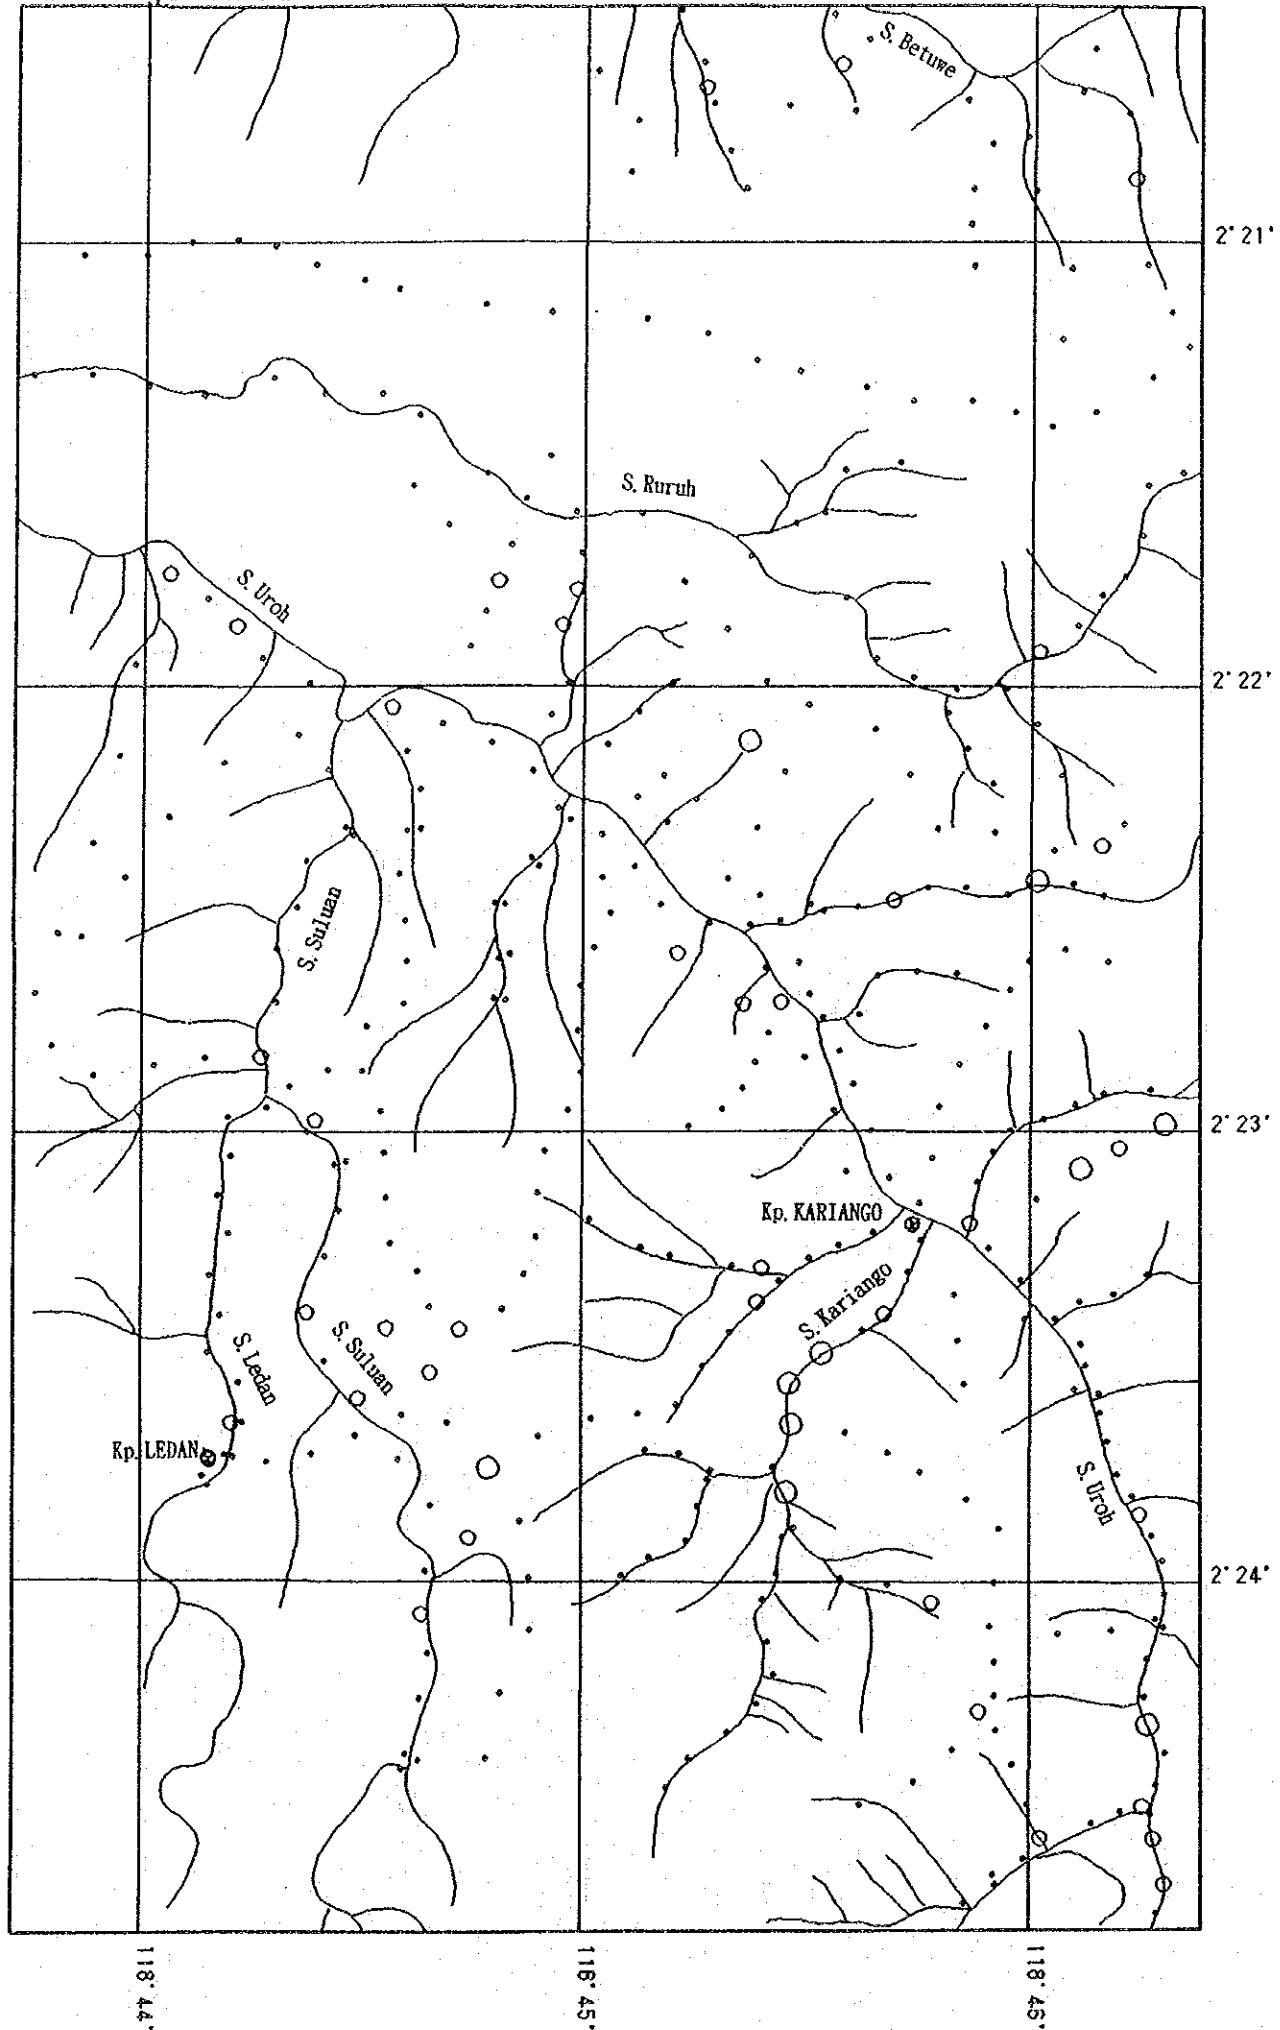 S. Betuwe
2°21'
S. Ruruh
S. Uroh
2°22'
S. Suluan
2°23'
Kp. KARIANGO
S. Kariango
S. Ledan
S. Suluan
Kp. LEDAN
S. Uroh
2°24'
118°44'
118°45'
118°46'